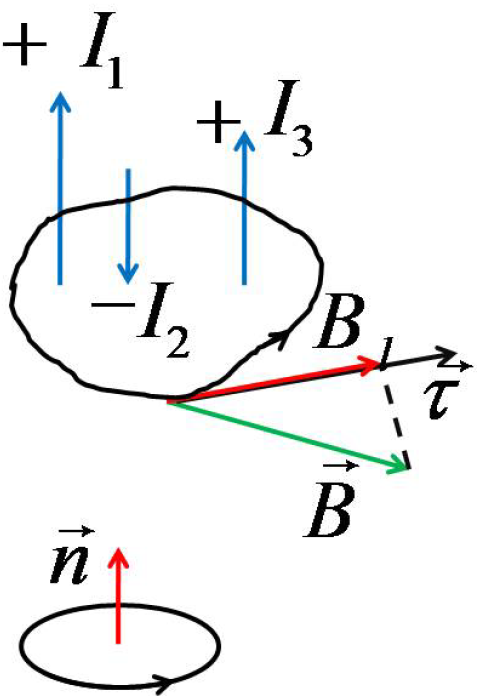 + I₁
+ I₃
−I₂
B_l
τ⃗
B⃗
n⃗